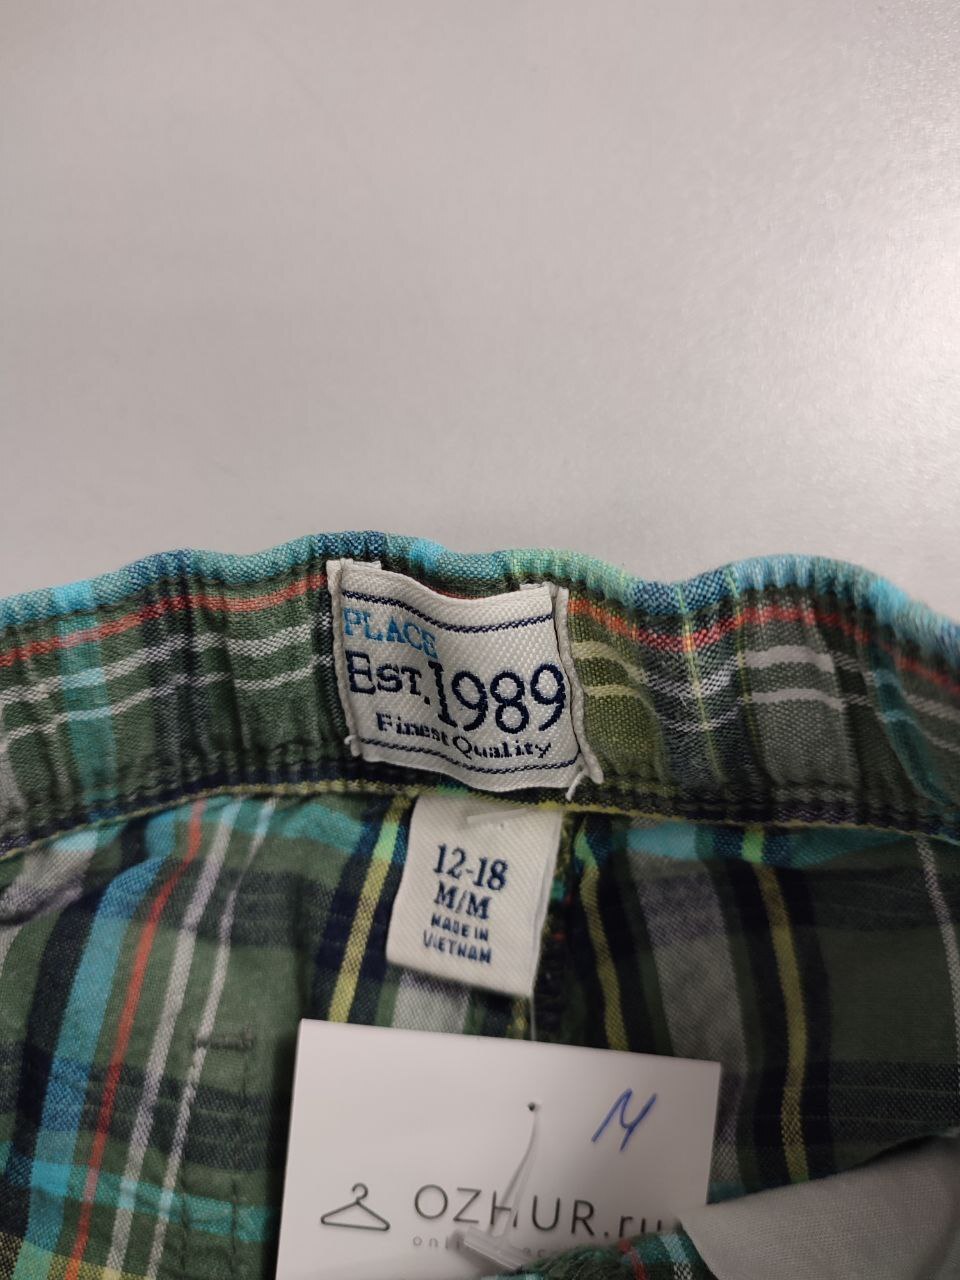 PLACE
EST. 1989
Finest Quality
12-18
M/M
MADE IN
VIETNAM
OZHUR.ru